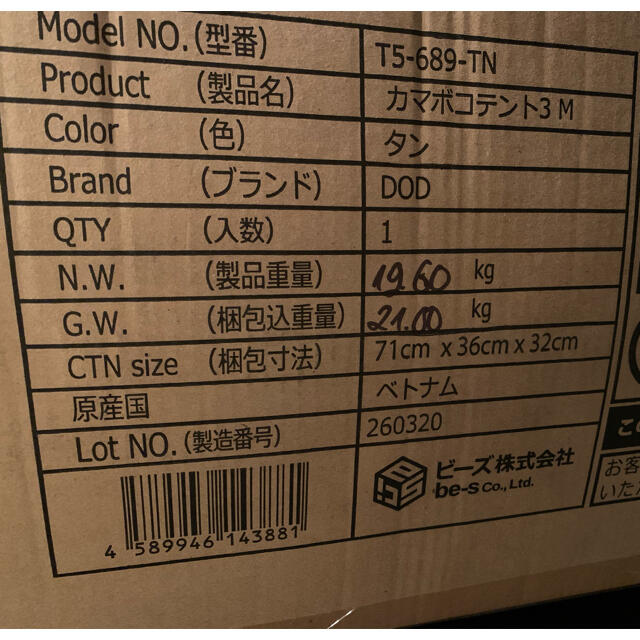 Model NO.(型番) T5-689-TN
Product (製品名) カマボコテント3 M
Color (色) タン
Brand (ブランド) DOD
QTY (入数) 1
N.W. (製品重量) 19.60 kg
G.W. (梱包込重量) 21.00 kg
CTN size (梱包寸法) 71cm x 36cm x 32cm
原産国 ベトナム
Lot NO.(製造番号) 260320
ビーズ株式会社
be-s Co., Ltd.
4 589946 143881
この
お客
いた